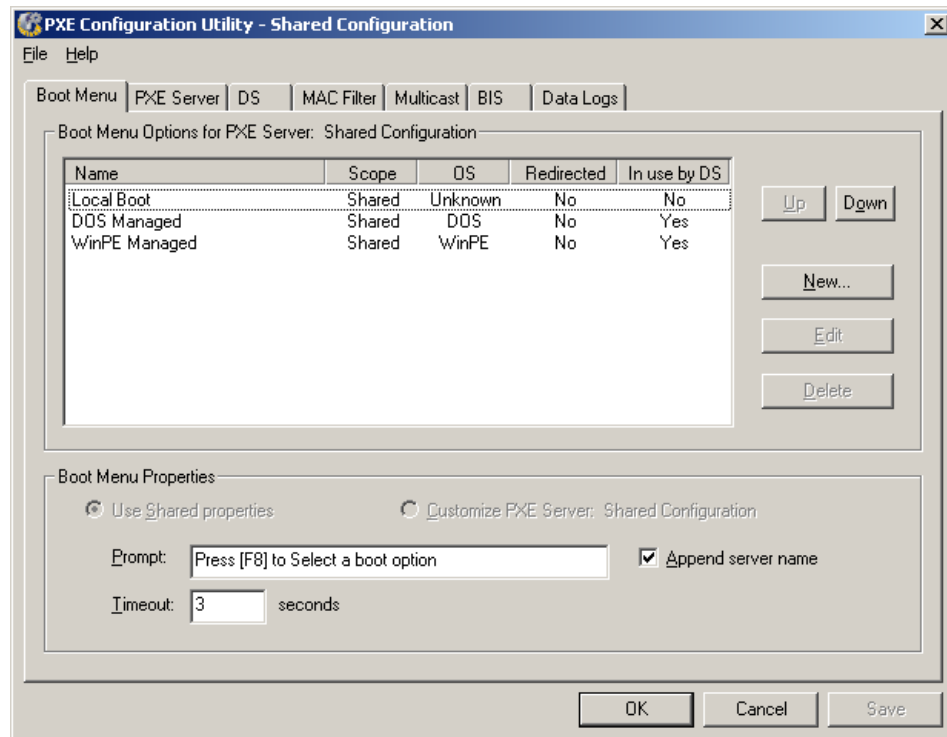 PXE Configuration Utility - Shared Configuration
File Help
Boot Menu PXE Server DS MAC Filter Multicast BIS Data Logs
Boot Menu Options for PXE Server: Shared Configuration
Name Scope OS Redirected In use by DS
Local Boot Shared Unknown No No
DOS Managed Shared DOS No Yes
WinPE Managed Shared WinPE No Yes
Up Down
New...
Edit
Delete
Boot Menu Properties
Use Shared properties Customize PXE Server: Shared Configuration
Prompt: Press [F8] to Select a boot option Append server name
Timeout: 3 seconds
OK Cancel Save